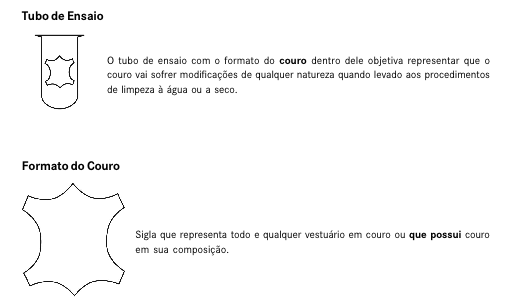 Tubo de Ensaio
O tubo de ensaio com o formato do couro dentro dele objetiva representar que o
couro vai sofrer modificações de qualquer natureza quando levado aos procedimentos
de limpeza à água ou a seco.
Formato do Couro
Sigla que representa todo e qualquer vestuário em couro ou que possui couro
em sua composição.